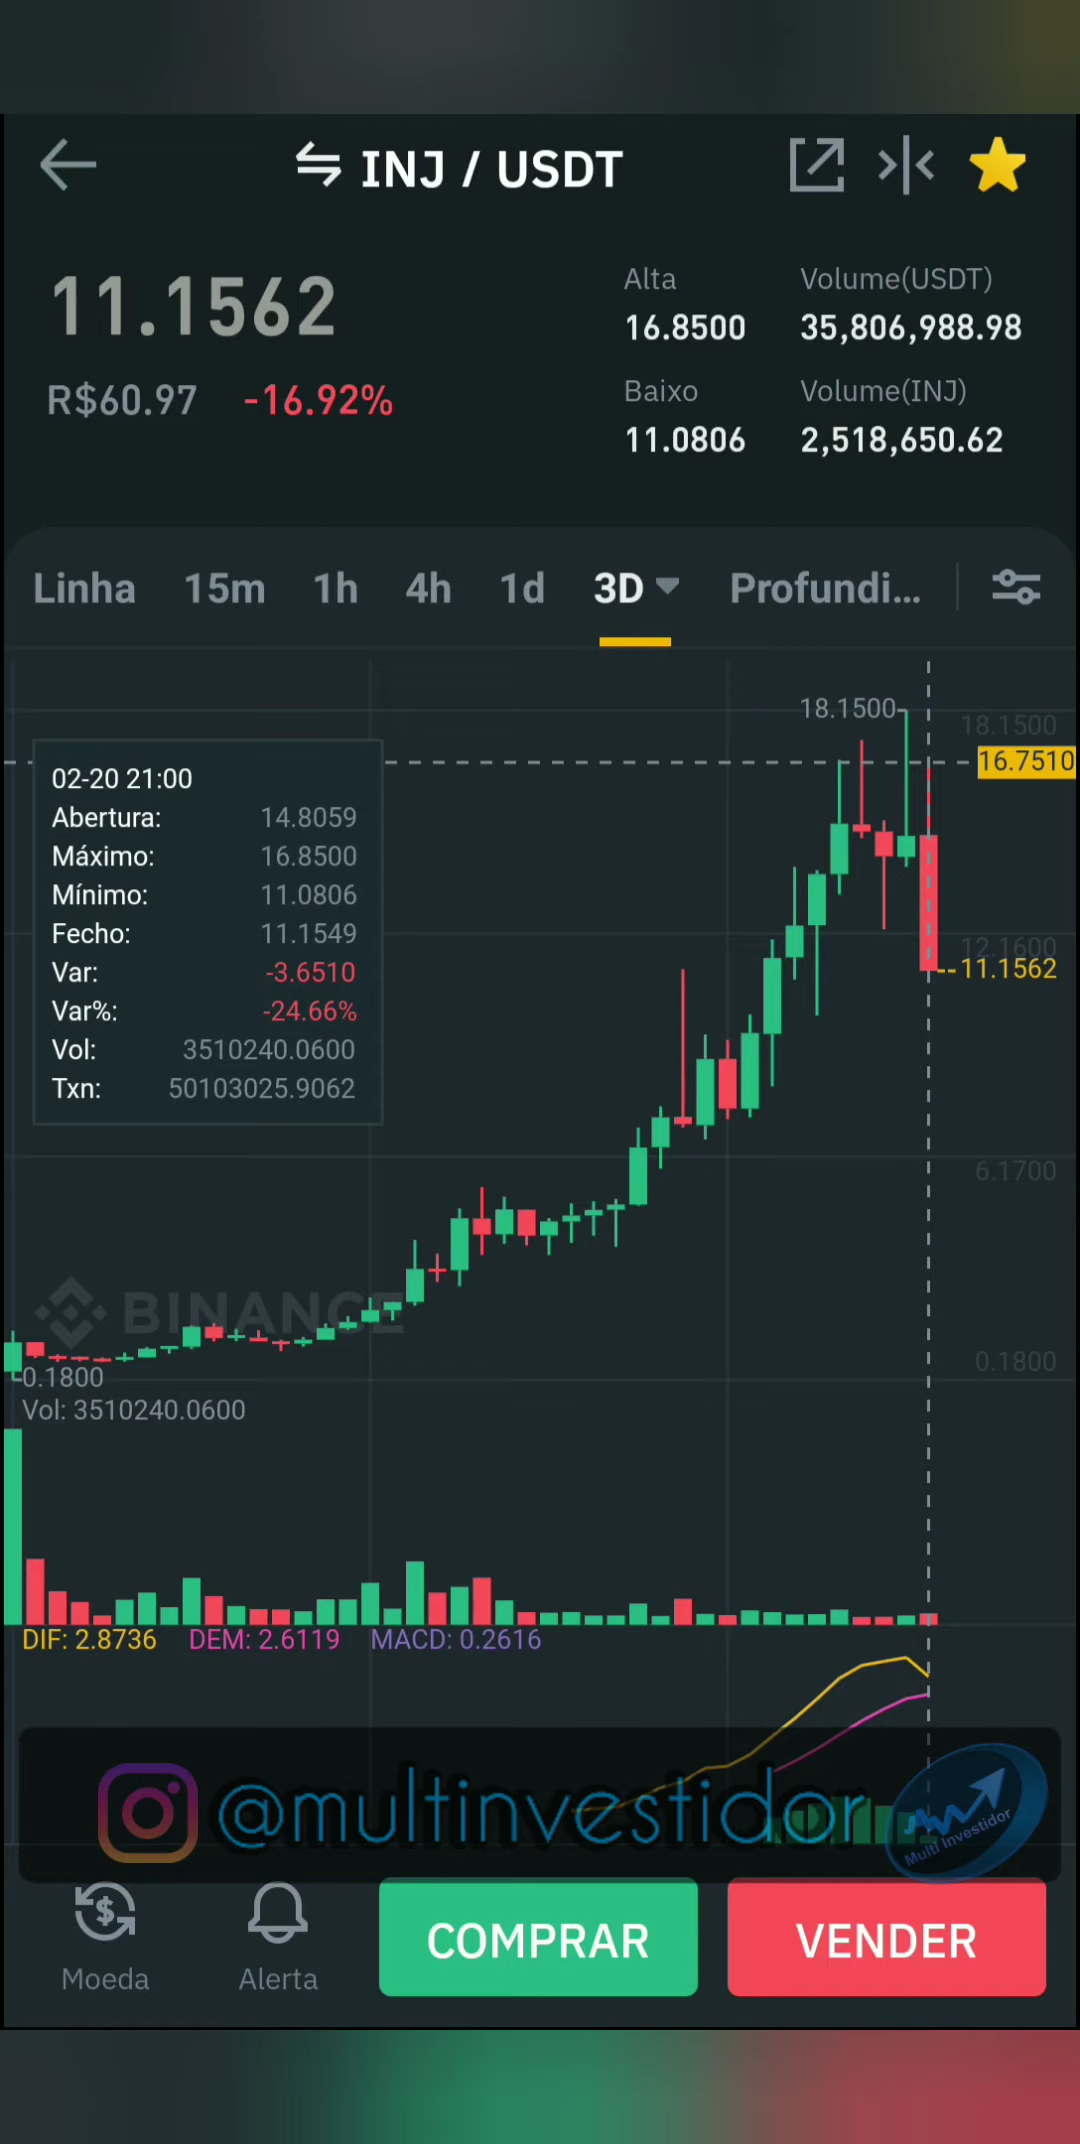 INJ / USDT
11.1562
R$60.97 -16.92%
Alta
16.8500
Baixo
11.0806
Volume(USDT)
35,806,988.98
Volume(INJ)
2,518,650.62
Linha 15m 1h 4h 1d 3D Profundi...
18.1500
18.1500
16.7510
02-20 21:00
Abertura: 14.8059
Máximo: 16.8500
Mínimo: 11.0806
Fecho: 11.1549
Var: -3.6510
Var%: -24.66%
Vol: 3510240.0600
Txn: 50103025.9062
12.1600
11.1562
6.1700
BINANCE
0.1800
0.1800
Vol: 3510240.0600
DIF: 2.8736 DEM: 2.6119 MACD: 0.2616
@multinvestidor
Multi Investidor
Moeda
Alerta
COMPRAR
VENDER